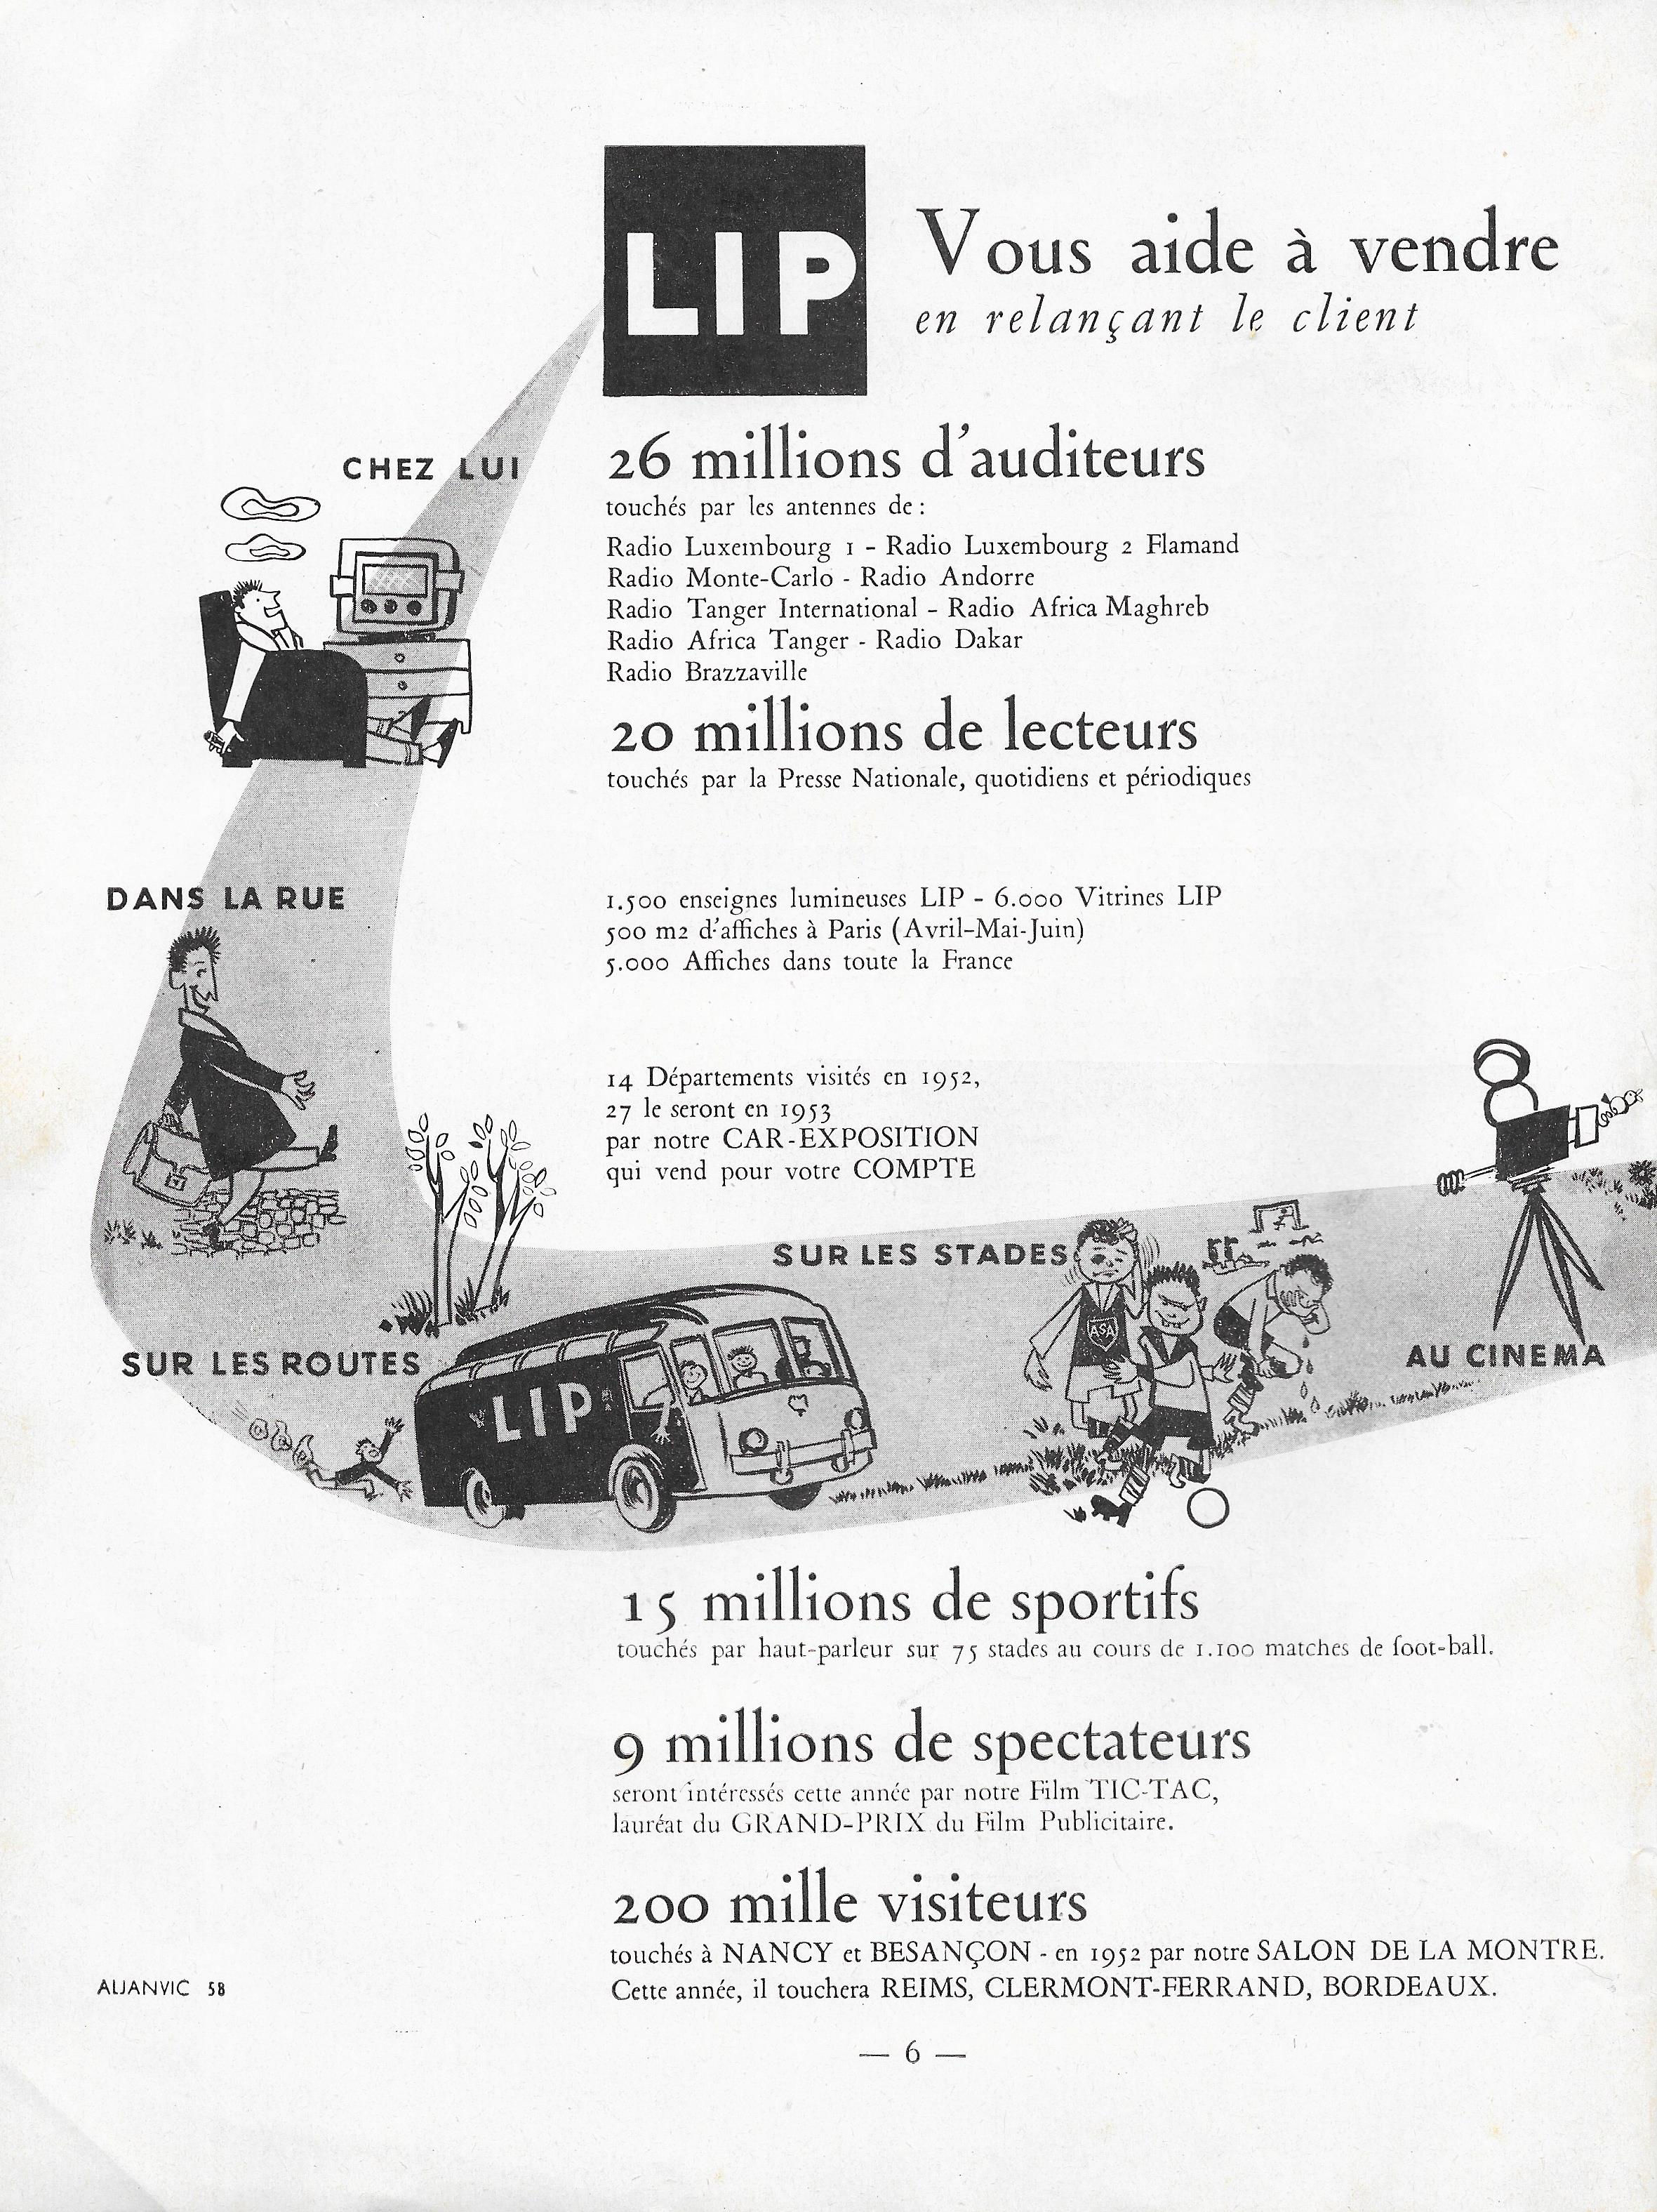 LIP
Vous aide à vendre
en relançant le client
CHEZ LUI
26 millions d'auditeurs
touchés par les antennes de :
Radio Luxembourg 1 - Radio Luxembourg 2 Flamand
Radio Monte-Carlo - Radio Andorre
Radio Tanger International - Radio Africa Maghreb
Radio Africa Tanger - Radio Dakar
Radio Brazzaville
20 millions de lecteurs
touchés par la Presse Nationale, quotidiens et périodiques
DANS LA RUE
1.500 enseignes lumineuses LIP - 6.000 Vitrines LIP
500 m2 d'affiches à Paris (Avril-Mai-Juin)
5.000 Affiches dans toute la France
14 Départements visités en 1952,
27 le seront en 1953
par notre CAR-EXPOSITION
qui vend pour votre COMPTE
SUR LES STADES
ASA
SUR LES ROUTES
LIP
AU CINEMA
15 millions de sportifs
touchés par haut-parleur sur 75 stades au cours de 1.100 matches de foot-ball.
9 millions de spectateurs
seront intéressés cette année par notre Film TIC-TAC,
lauréat du GRAND-PRIX du Film Publicitaire.
200 mille visiteurs
touchés à NANCY et BESANÇON - en 1952 par notre SALON DE LA MONTRE.
Cette année, il touchera REIMS, CLERMONT-FERRAND, BORDEAUX.
ALJANVIC 58
— 6 —